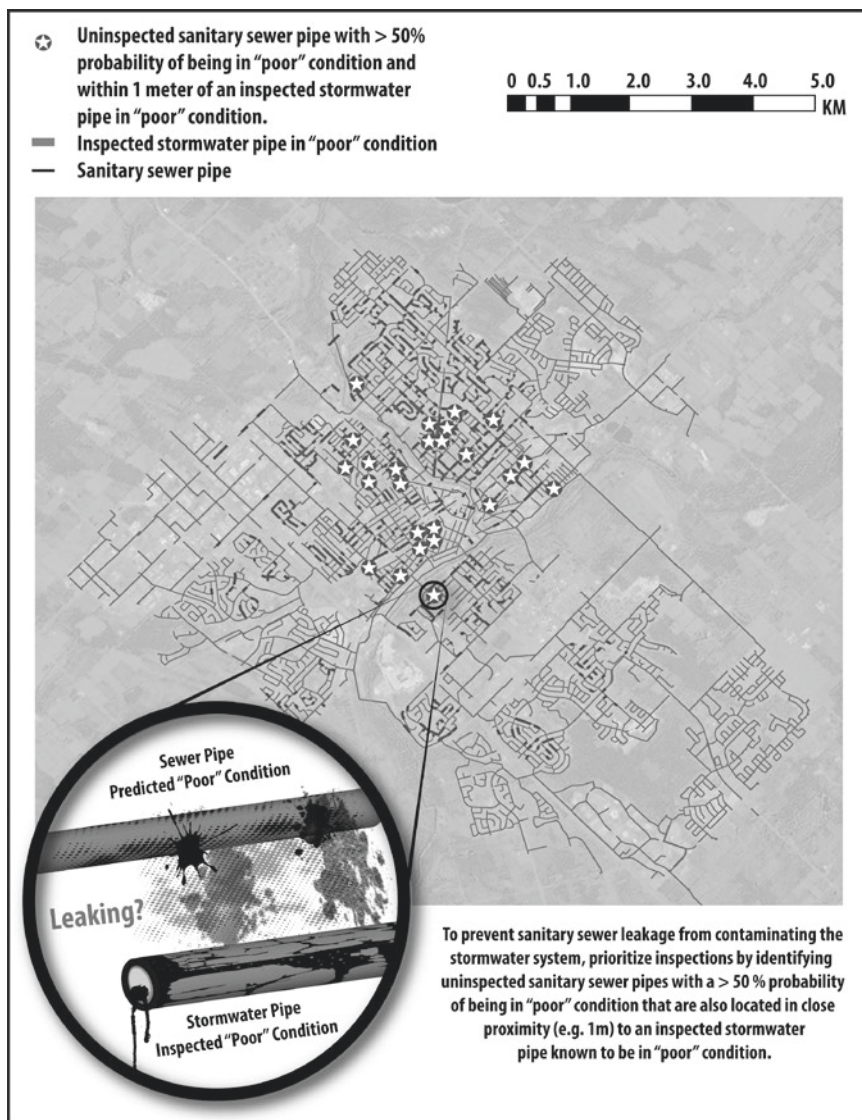 Uninspected sanitary sewer pipe with > 50%
probability of being in “poor” condition and
within 1 meter of an inspected stormwater
pipe in “poor” condition.
Inspected stormwater pipe in “poor” condition
Sanitary sewer pipe
0 0.5 1.0 2.0 3.0 4.0 5.0
KM
Sewer Pipe
Predicted “Poor” Condition
Leaking?
Stormwater Pipe
Inspected “Poor” Condition
To prevent sanitary sewer leakage from contaminating the
stormwater system, prioritize inspections by identifying
uninspected sanitary sewer pipes with a > 50 % probability
of being in “poor” condition that are also located in close
proximity (e.g. 1m) to an inspected stormwater
pipe known to be in “poor” condition.